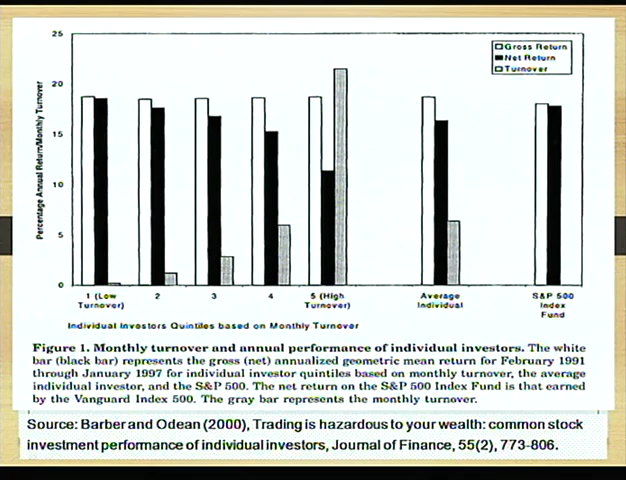 25
20
15
10
5
0
Percentage Annual Return/Monthly Turnover
Gross Return
Net Return
Turnover
1 (Low Turnover)
2
3
4
5 (High Turnover)
Average Individual
S&P 500 Index Fund
Individual Investors Quintiles based on Monthly Turnover
Figure 1. Monthly turnover and annual performance of individual investors. The white
bar (black bar) represents the gross (net) annualized geometric mean return for February 1991
through January 1997 for individual investor quintiles based on monthly turnover, the average
individual investor, and the S&P 500. The net return on the S&P 500 Index Fund is that earned
by the Vanguard Index 500. The gray bar represents the monthly turnover.
Source: Barber and Odean (2000), Trading is hazardous to your wealth: common stock
investment performance of individual investors, Journal of Finance, 55(2), 773-806.